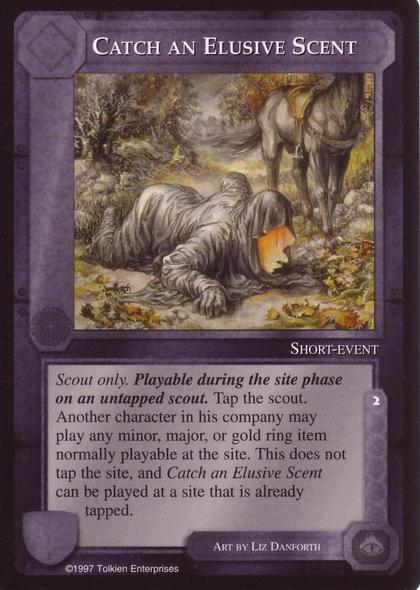 CATCH AN ELUSIVE SCENT
Danforth
SHORT-EVENT
Scout only. Playable during the site phase
on an untapped scout. Tap the scout.
Another character in his company may
play any minor, major, or gold ring item
normally playable at the site. This does not
tap the site, and Catch an Elusive Scent
can be played at a site that is already
tapped.
2
ART BY LIZ DANFORTH
©1997 Tolkien Enterprises